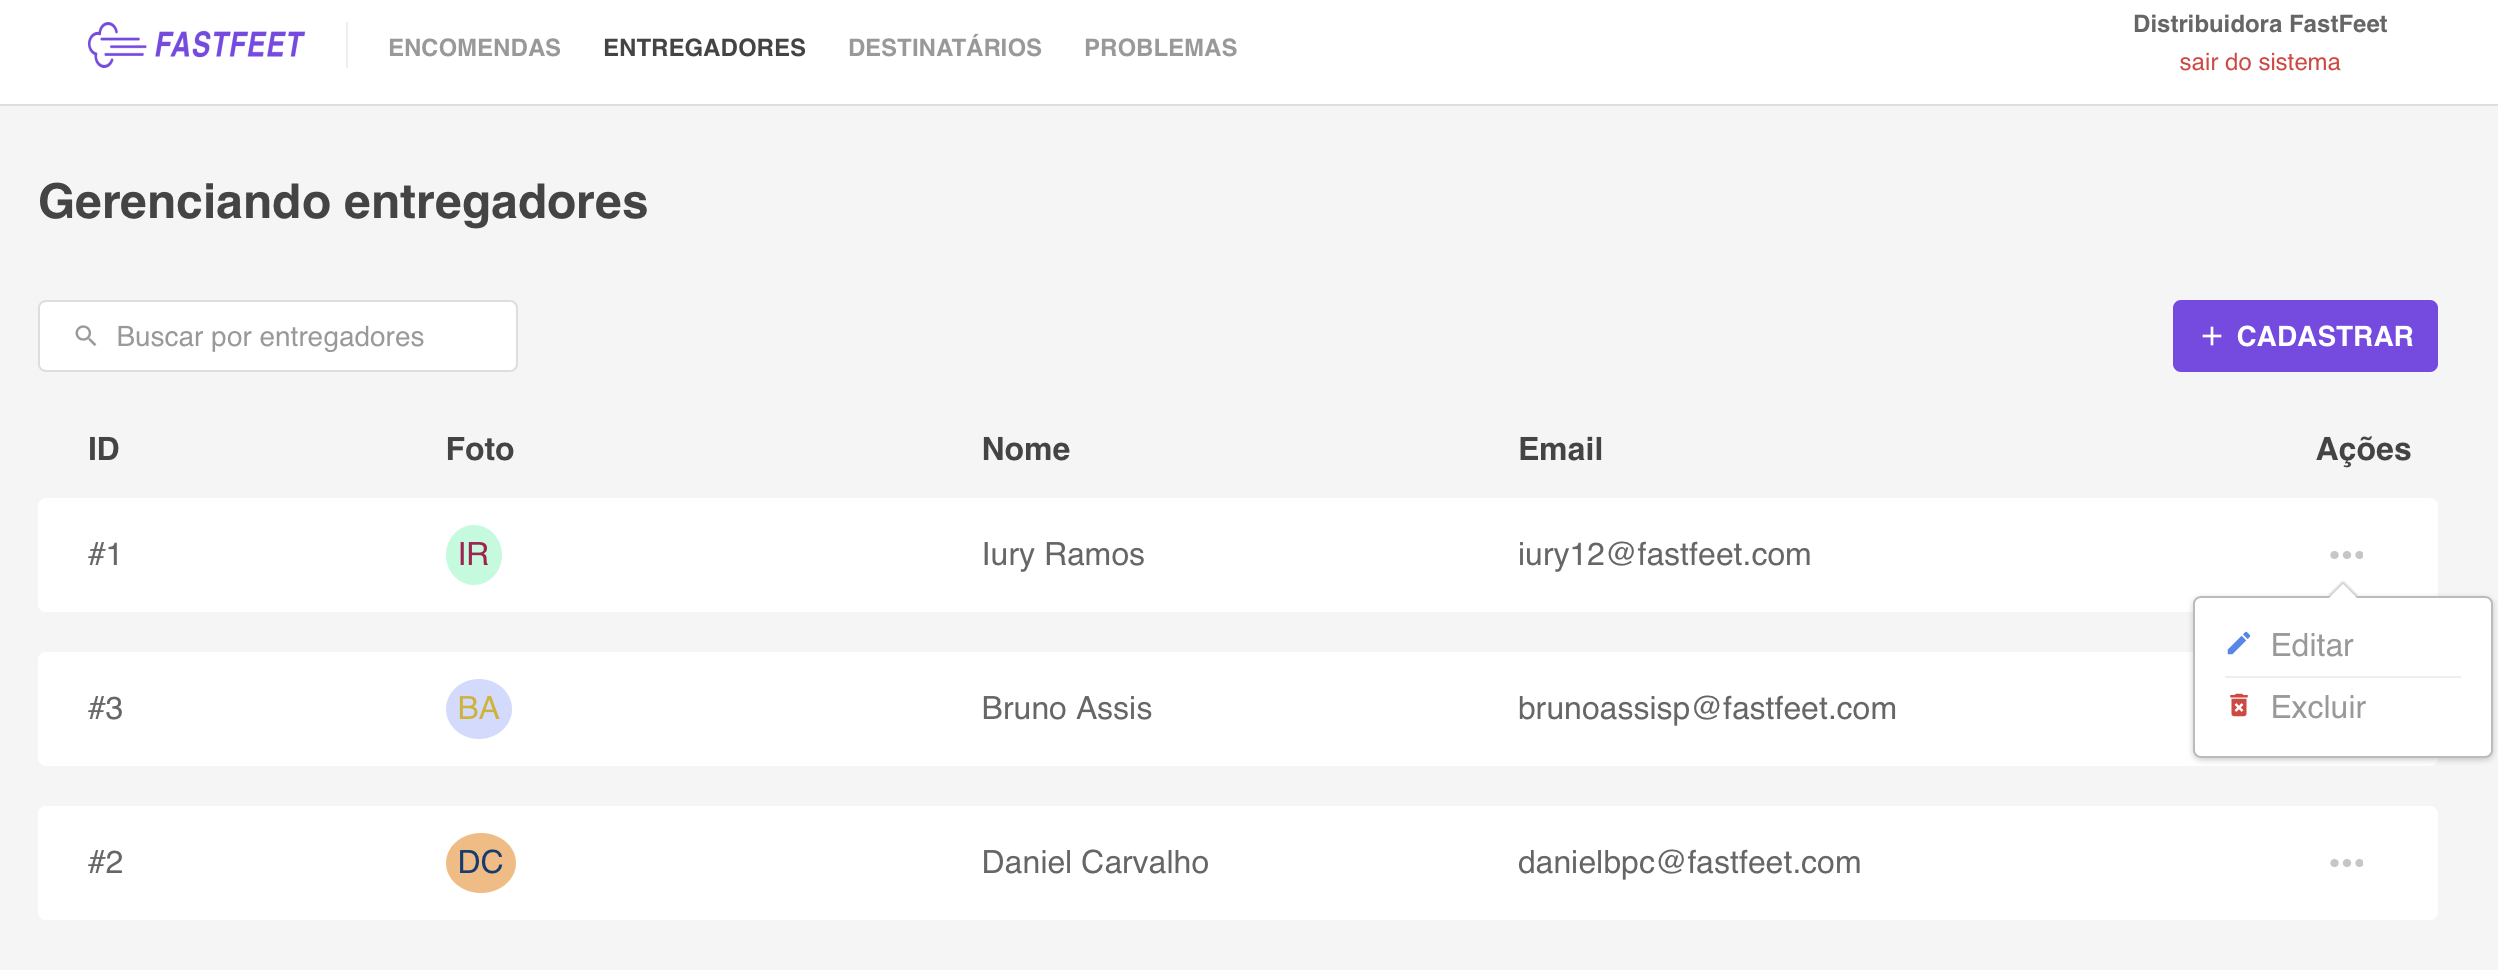 FASTFEET
ENCOMENDAS ENTREGADORES DESTINATÁRIOS PROBLEMAS
Distribuidora FastFeet
sair do sistema
Gerenciando entregadores
Buscar por entregadores
+ CADASTRAR
ID Foto Nome Email Ações
#1 IR Iury Ramos iury12@fastfeet.com
Editar
Excluir
#3 BA Bruno Assis brunoassisp@fastfeet.com
#2 DC Daniel Carvalho danielbpc@fastfeet.com